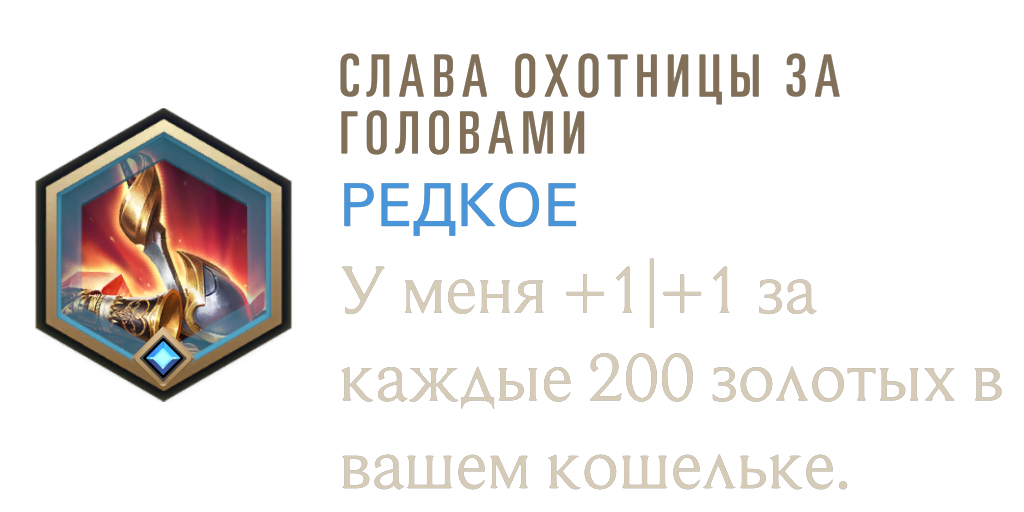 СЛАВА ОХОТНИЦЫ ЗА
ГОЛОВАМИ
РЕДКОЕ
У меня +1|+1 за
каждые 200 золотых в
вашем кошельке.